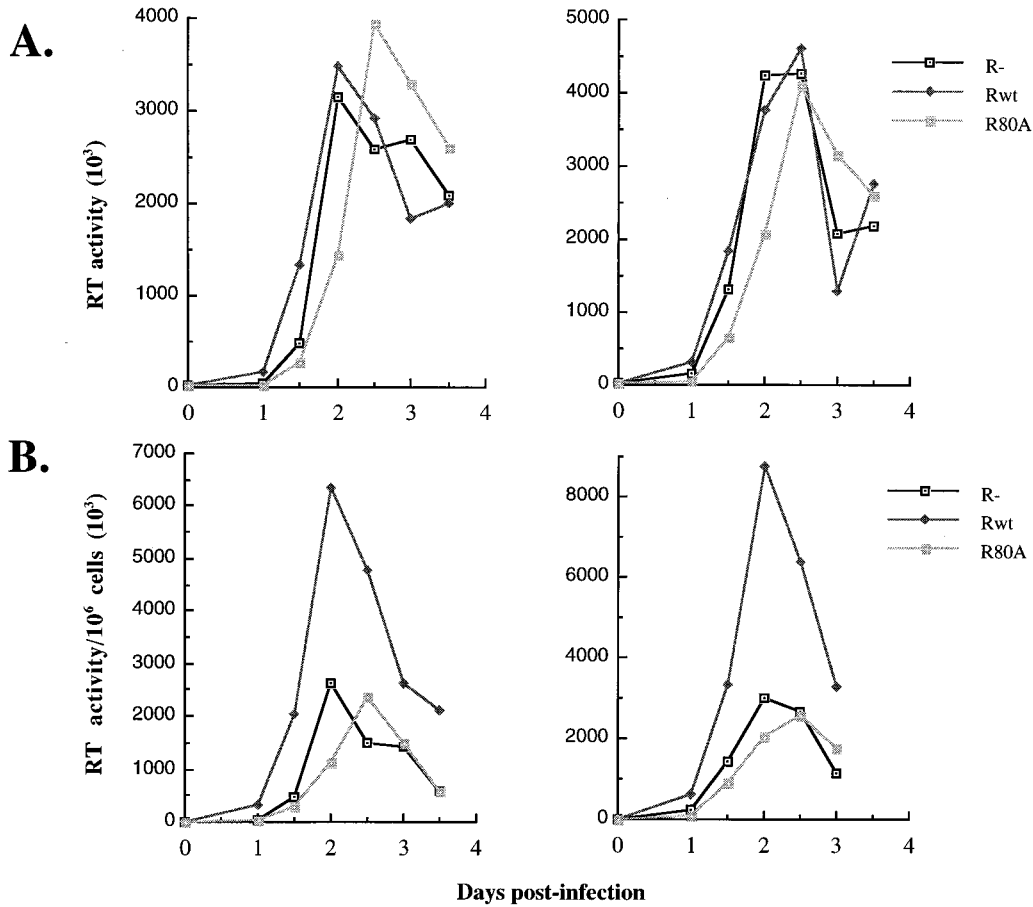 A.
RT activity (10³)
4000
3000
2000
1000
0
0 1 2 3 4
5000
4000
3000
2000
1000
0
0 1 2 3 4
R-
Rwt
R80A
B.
RT activity/10⁶ cells (10³)
7000
6000
5000
4000
3000
2000
1000
0
0 1 2 3 4
8000
6000
4000
2000
0
0 1 2 3 4
R-
Rwt
R80A
Days post-infection